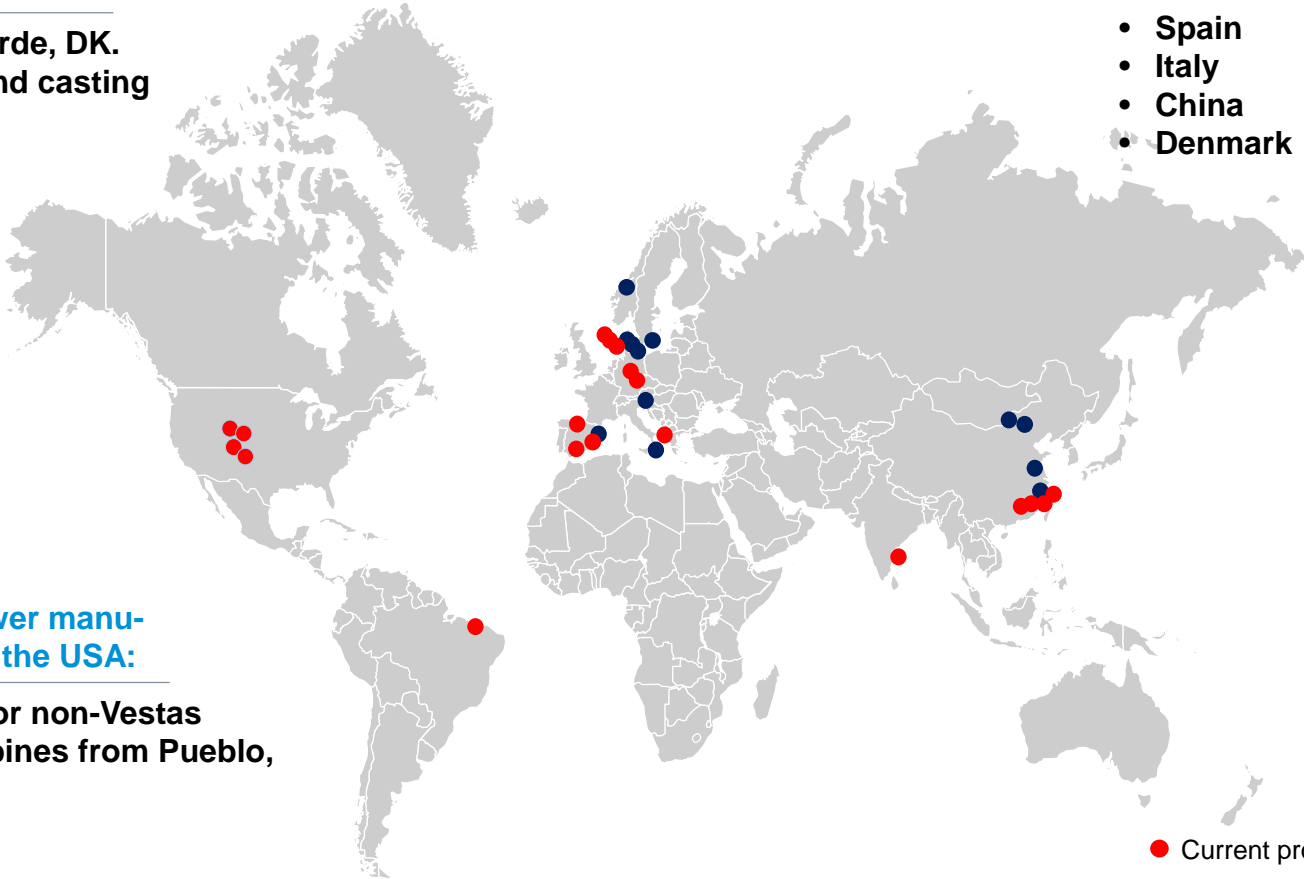 rde, DK.
nd casting
• Spain
• Italy
• China
• Denmark
ver manu-
the USA:
or non-Vestas
bines from Pueblo,
Current pr